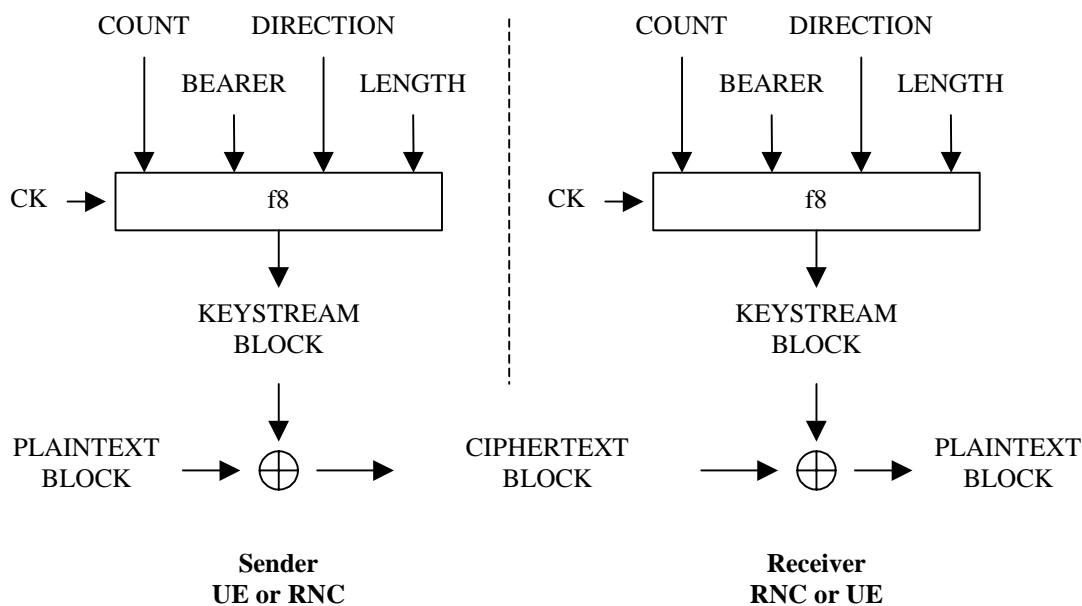 COUNT DIRECTION COUNT DIRECTION
BEARER LENGTH BEARER LENGTH
CK f8 CK f8
KEYSTREAM KEYSTREAM
BLOCK BLOCK
PLAINTEXT CIPHERTEXT PLAINTEXT
BLOCK BLOCK BLOCK
Sender Receiver
UE or RNC RNC or UE